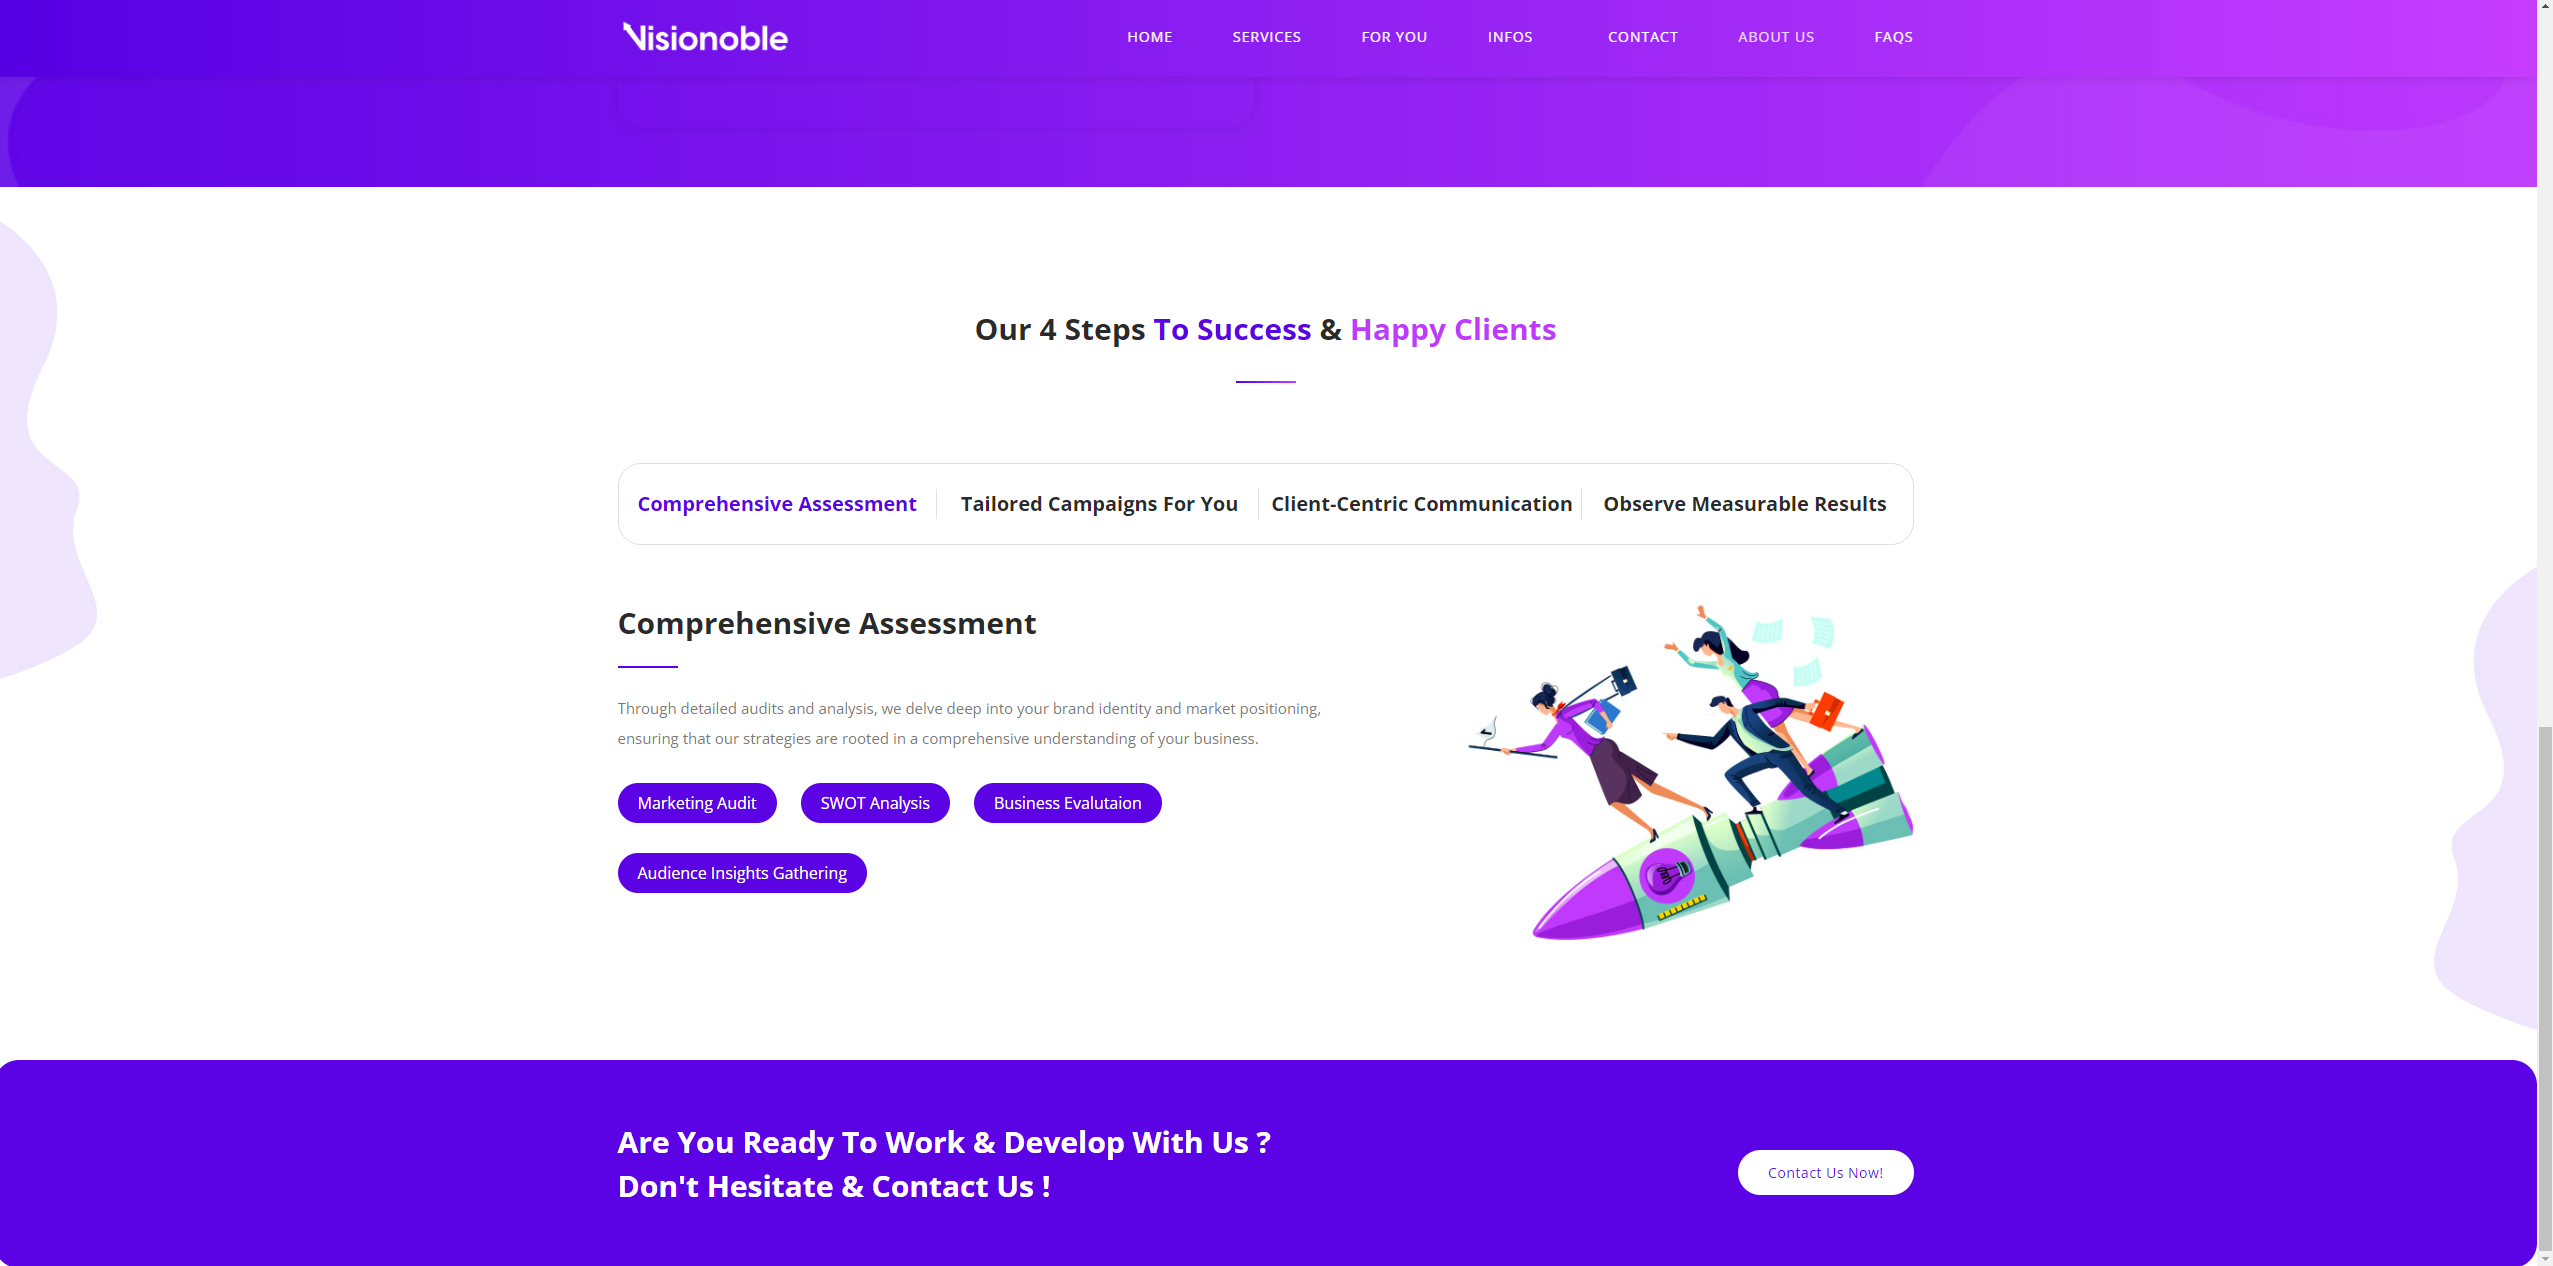 Visionoble
HOME SERVICES FOR YOU INFOS CONTACT ABOUT US FAQS
Our 4 Steps To Success & Happy Clients
Comprehensive Assessment Tailored Campaigns For You Client-Centric Communication Observe Measurable Results
Comprehensive Assessment
Through detailed audits and analysis, we delve deep into your brand identity and market positioning,
ensuring that our strategies are rooted in a comprehensive understanding of your business.
Marketing Audit SWOT Analysis Business Evalutaion
Audience Insights Gathering
Are You Ready To Work & Develop With Us ?
Don't Hesitate & Contact Us !
Contact Us Now!